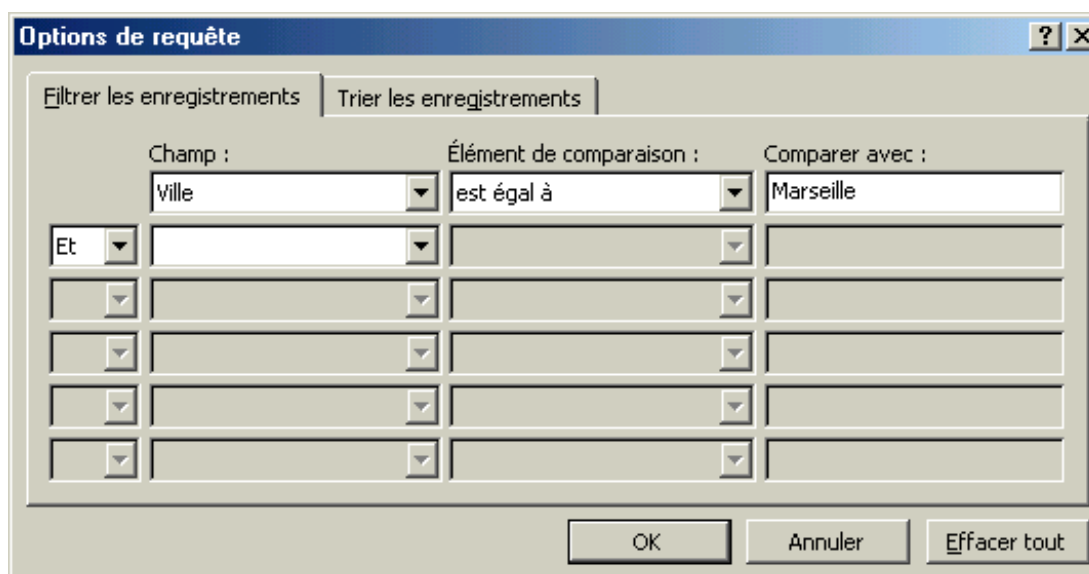 Options de requête
Filtrer les enregistrements Trier les enregistrements
Champ : Élément de comparaison : Comparer avec :
Ville est égal à Marseille
Et
OK Annuler Effacer tout